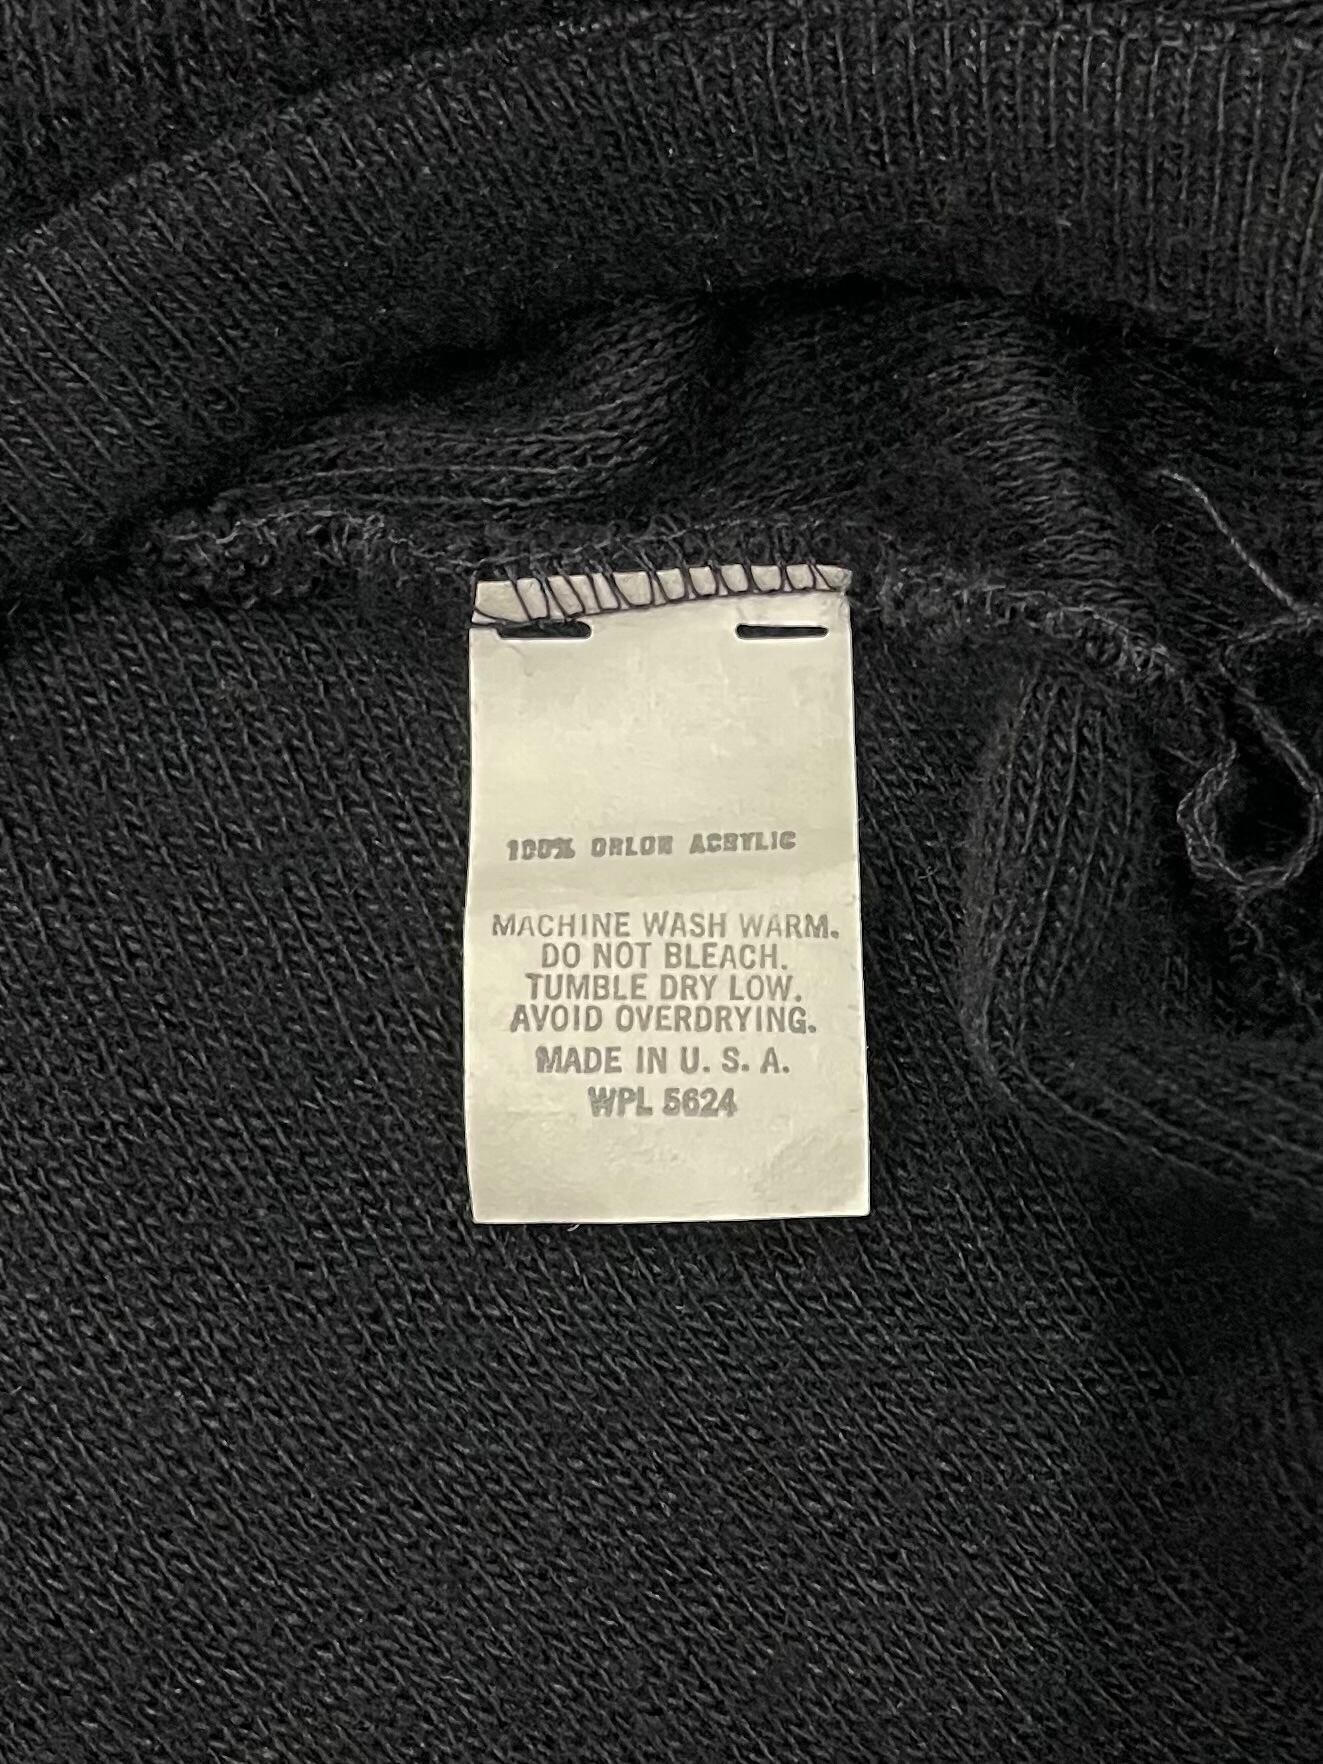 100% ORLON ACRYLIC
MACHINE WASH WARM.
DO NOT BLEACH.
TUMBLE DRY LOW.
AVOID OVERDRYING.
MADE IN U. S. A.
WPL 5624